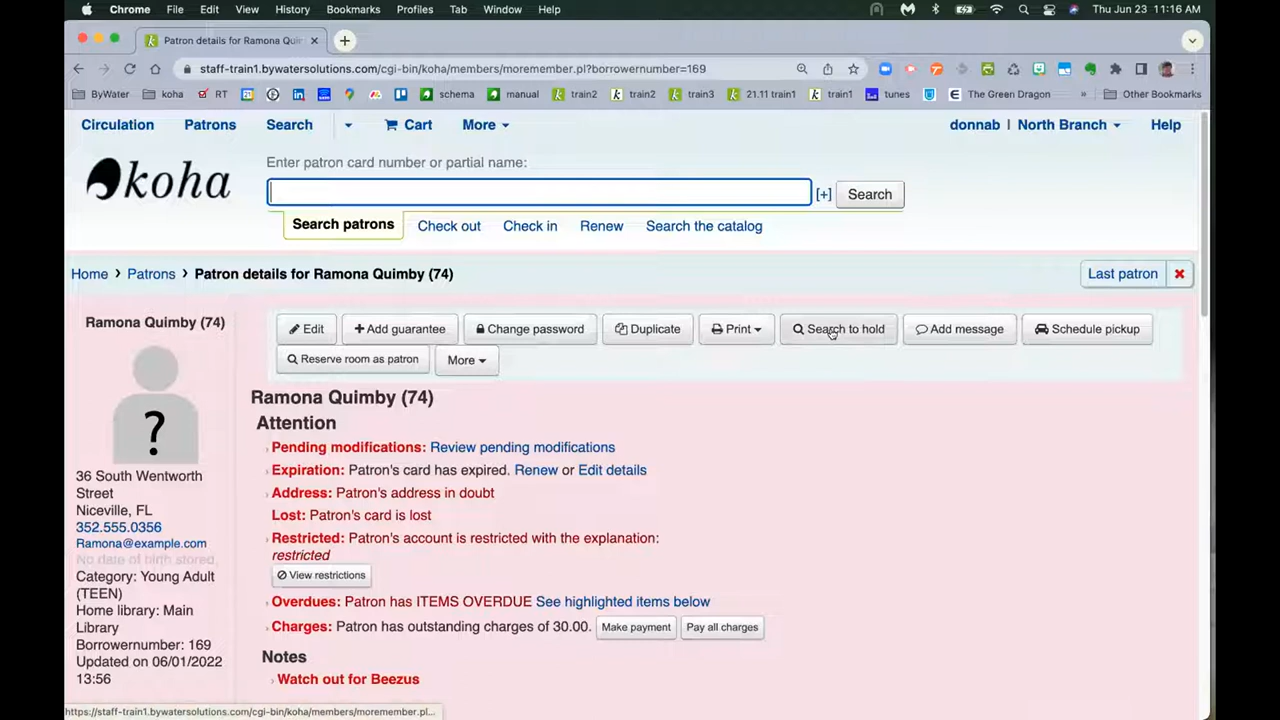 Chrome File Edit View History Bookmarks Profiles Tab Window Help Thu Jun 23 11:16 AM
Patron details for Ramona Quim
staff-train1.bywatersolutions.com/cgi-bin/koha/members/moremember.pl?borrowernumber=169
ByWater koha RT schema manual train2 train2 train3 21.11 train1 train1 tunes The Green Dragon » Other Bookmarks
Circulation Patrons Search Cart More donnab | North Branch Help
koha
Enter patron card number or partial name:
[+] Search
Search patrons Check out Check in Renew Search the catalog
Home Patrons Patron details for Ramona Quimby (74) Last patron
Ramona Quimby (74)
Edit Add guarantee Change password Duplicate Print Search to hold Add message Schedule pickup
Reserve room as patron More
Ramona Quimby (74)
Attention
Pending modifications: Review pending modifications
Expiration: Patron's card has expired. Renew or Edit details
Address: Patron's address in doubt
Lost: Patron's card is lost
Restricted: Patron's account is restricted with the explanation:
restricted
View restrictions
Overdues: Patron has ITEMS OVERDUE See highlighted items below
Charges: Patron has outstanding charges of 30.00. Make payment Pay all charges
Notes
Watch out for Beezus
?
36 South Wentworth
Street
Niceville, FL
352.555.0356
Ramona@example.com
No date of birth stored.
Category: Young Adult
(TEEN)
Home library: Main
Library
Borrowernumber: 169
Updated on 06/01/2022
13:56
https://staff-train1.bywatersolutions.com/cgi-bin/koha/members/moremember.pl...